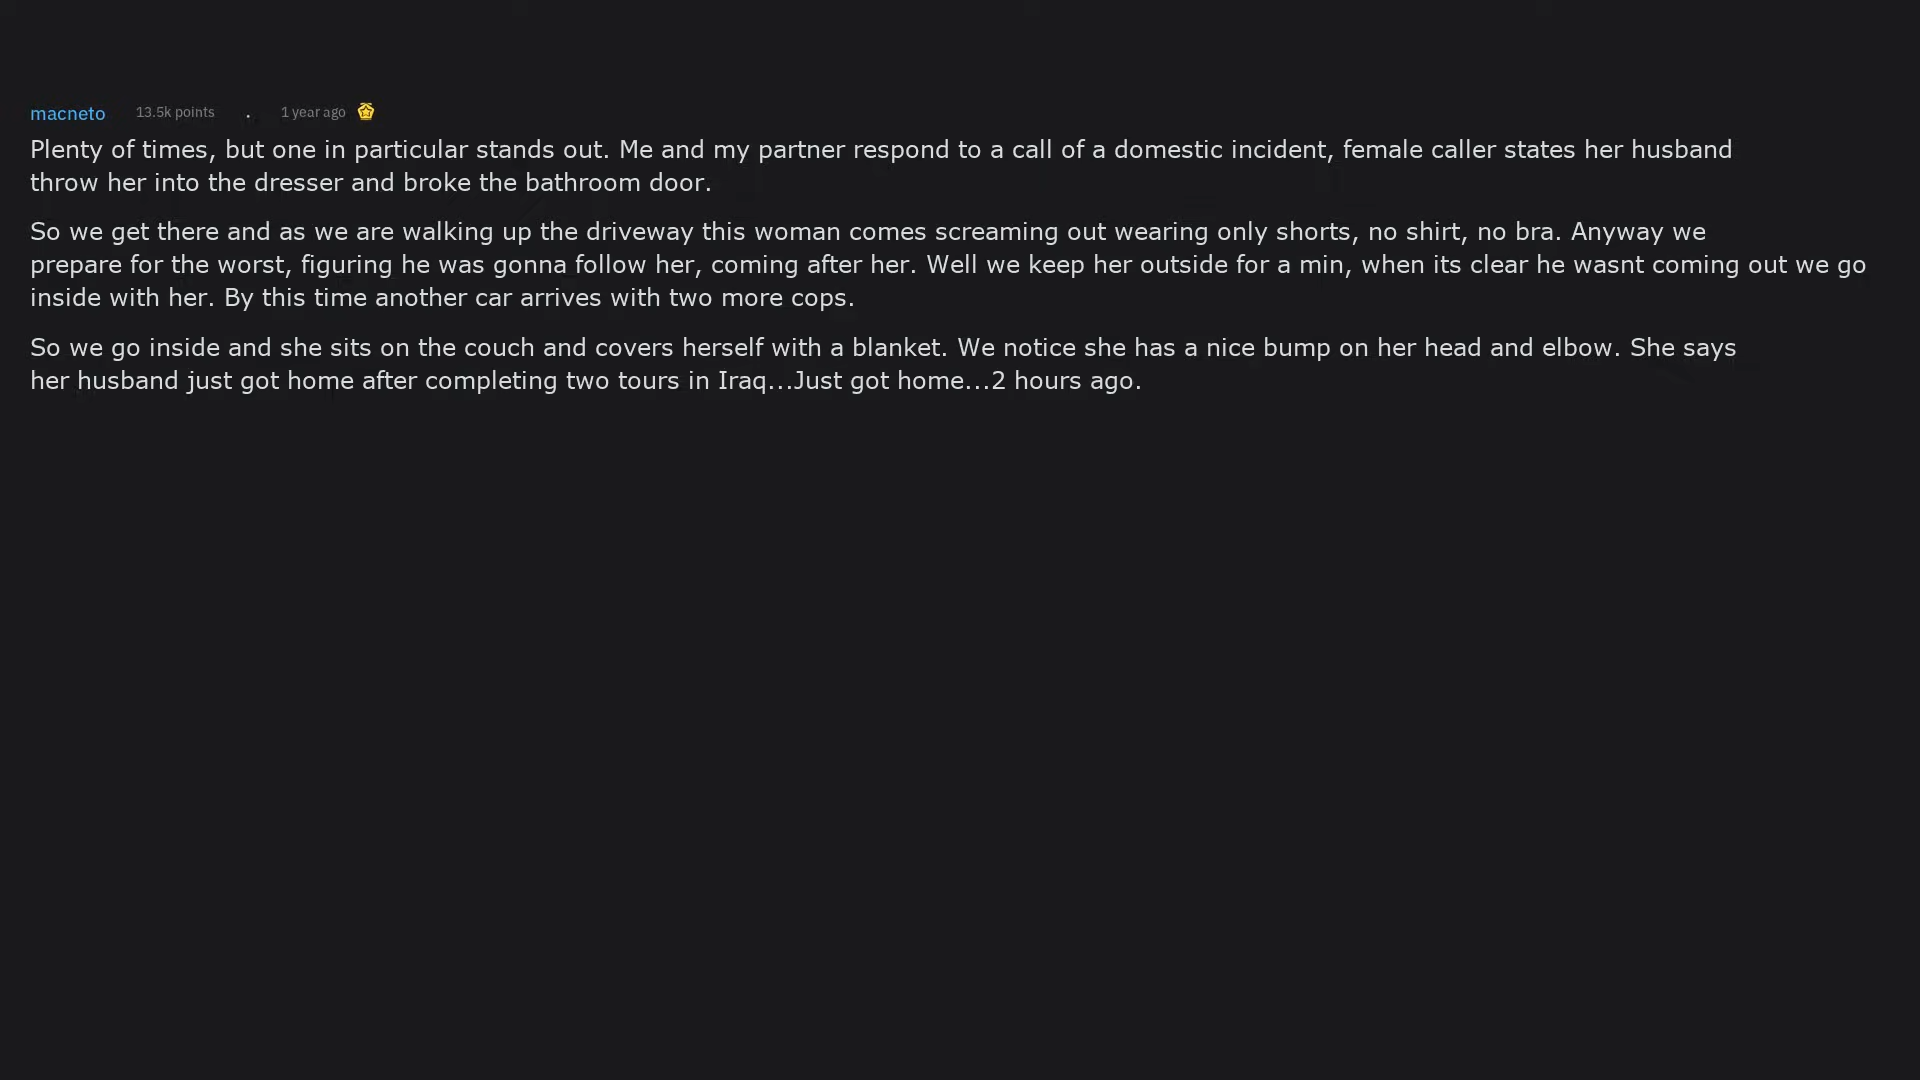 macneto 13.5k points . 1 year ago
Plenty of times, but one in particular stands out. Me and my partner respond to a call of a domestic incident, female caller states her husband
throw her into the dresser and broke the bathroom door.
So we get there and as we are walking up the driveway this woman comes screaming out wearing only shorts, no shirt, no bra. Anyway we
prepare for the worst, figuring he was gonna follow her, coming after her. Well we keep her outside for a min, when its clear he wasnt coming out we go
inside with her. By this time another car arrives with two more cops.
So we go inside and she sits on the couch and covers herself with a blanket. We notice she has a nice bump on her head and elbow. She says
her husband just got home after completing two tours in Iraq...Just got home...2 hours ago.